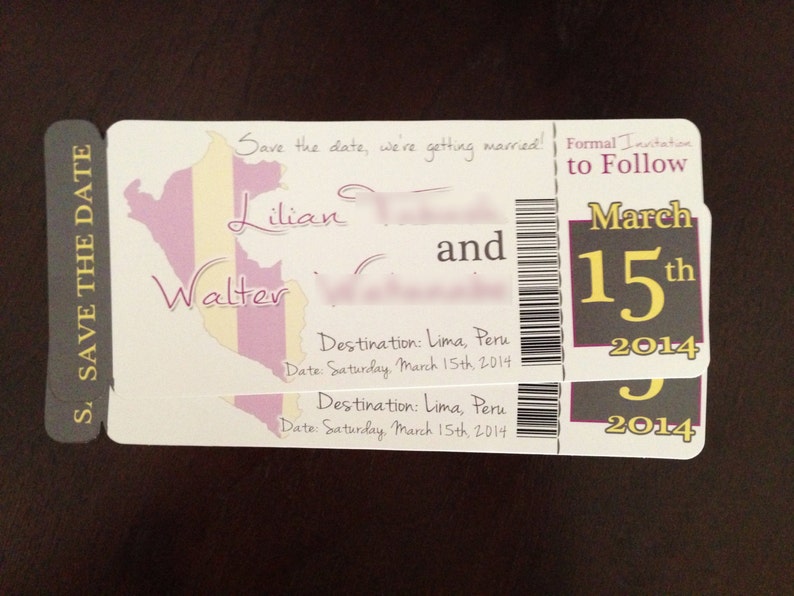 SAVE THE DATE
Save the date, we're getting married!
Lilian
and
Walter
Destination: Lima, Peru
Date: Saturday, March 15th, 2014
Formal Invitation
to Follow
March
15th
2014
S
Destination: Lima, Peru
Date: Saturday, March 15th, 2014
5
2014